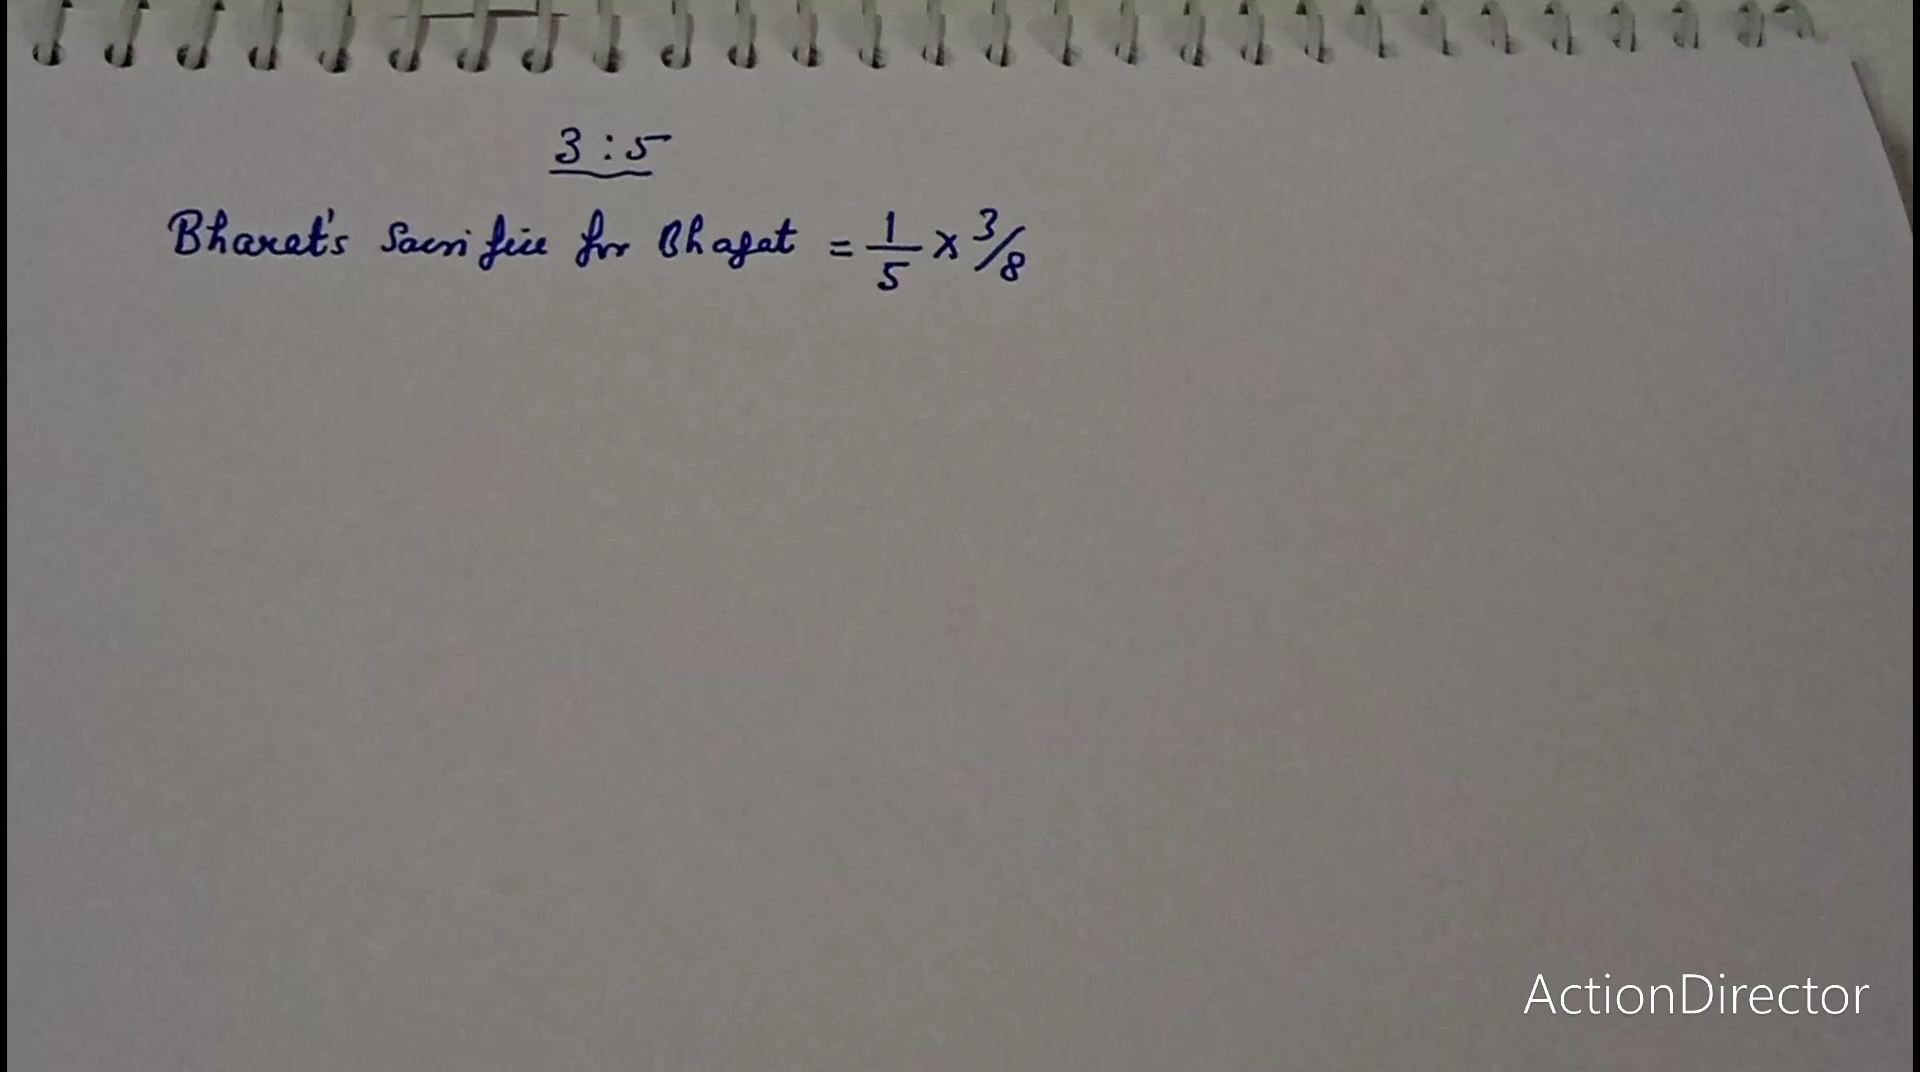 3 : 5
Bharat's Sacrifice for Bhagat = 1/5 × 3/8
ActionDirector